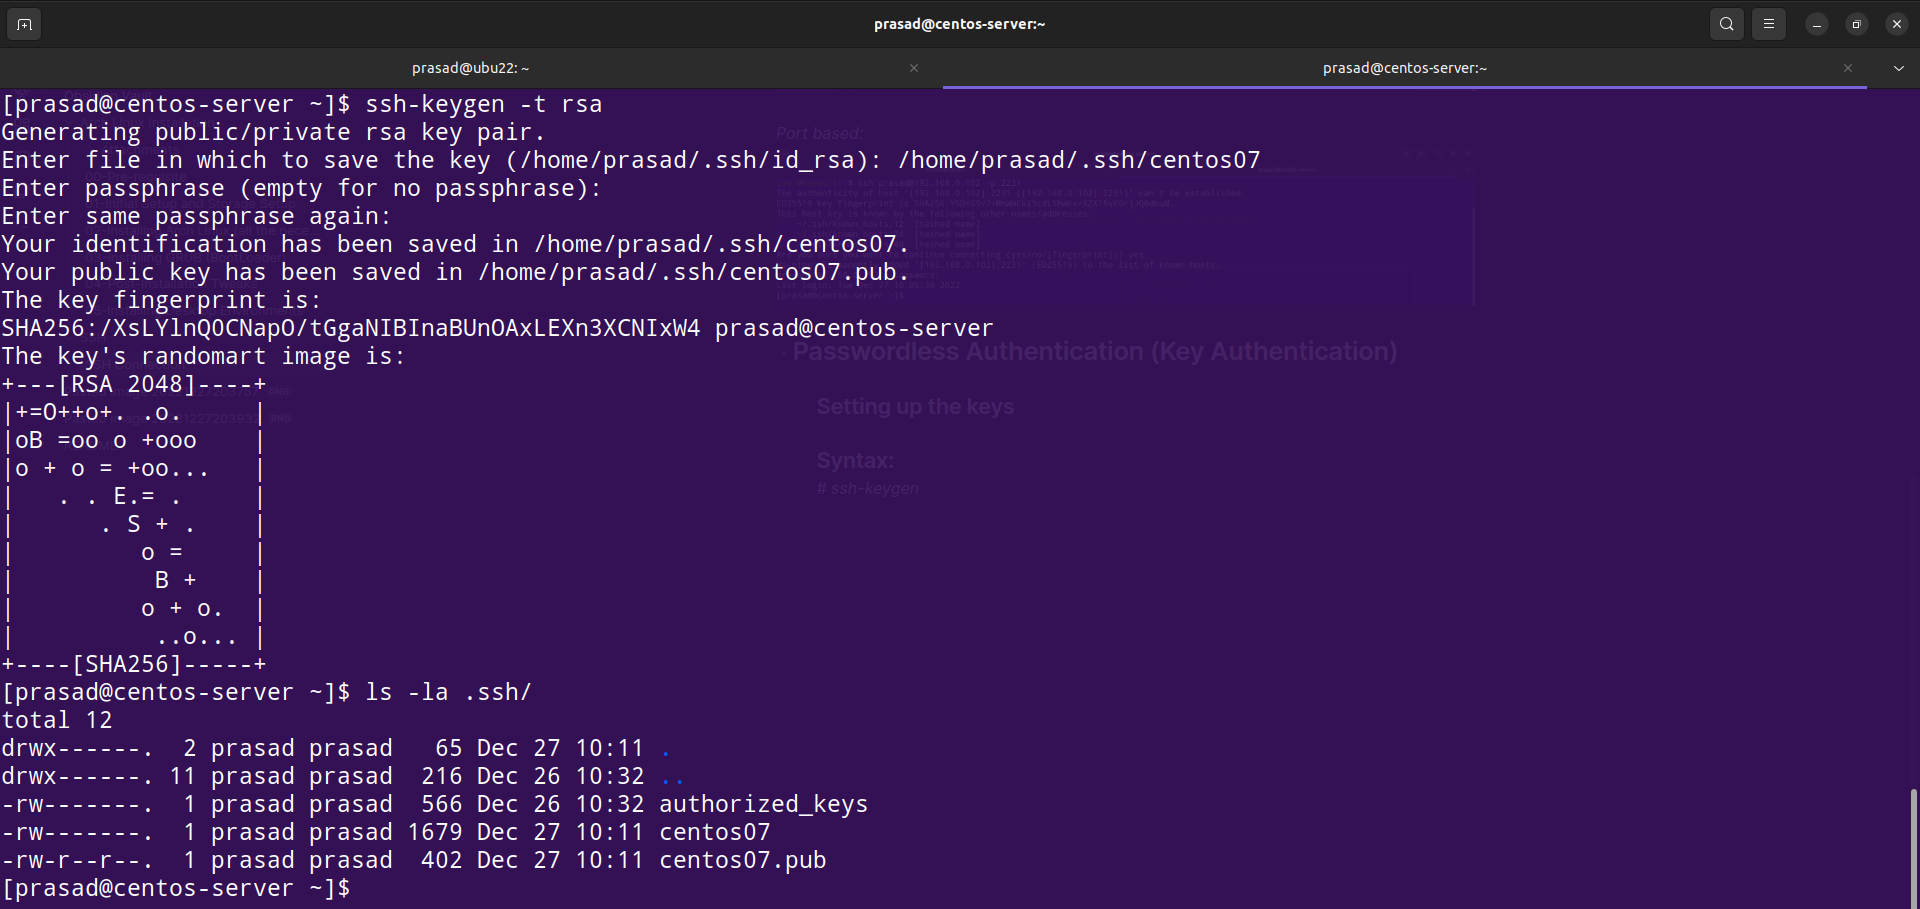 prasad@centos-server:~
prasad@ubu22: ~
prasad@centos-server:~
[prasad@centos-server ~]$ ssh-keygen -t rsa
Generating public/private rsa key pair.
Enter file in which to save the key (/home/prasad/.ssh/id_rsa): /home/prasad/.ssh/centos07
Enter passphrase (empty for no passphrase):
Enter same passphrase again:
Your identification has been saved in /home/prasad/.ssh/centos07.
Your public key has been saved in /home/prasad/.ssh/centos07.pub.
The key fingerprint is:
SHA256:/XsLYlnQ0CNapO/tGgaNIBInaBUnOAxLEXn3XCNIxW4 prasad@centos-server
The key's randomart image is:
+---[RSA 2048]----+
|+=O++o+. .o.     |
|oB =oo o +ooo    |
|o + o = +oo...   |
|   . . E.= .     |
|      . S + .    |
|         o =     |
|          B +    |
|         o + o.  |
|          ..o... |
+----[SHA256]-----+
[prasad@centos-server ~]$ ls -la .ssh/
total 12
drwx------.  2 prasad prasad   65 Dec 27 10:11 .
drwx------. 11 prasad prasad  216 Dec 26 10:32 ..
-rw-------.  1 prasad prasad  566 Dec 26 10:32 authorized_keys
-rw-------.  1 prasad prasad 1679 Dec 27 10:11 centos07
-rw-r--r--.  1 prasad prasad  402 Dec 27 10:11 centos07.pub
[prasad@centos-server ~]$
Port based:
Passwordless Authentication (Key Authentication)
Setting up the keys
Syntax:
# ssh-keygen